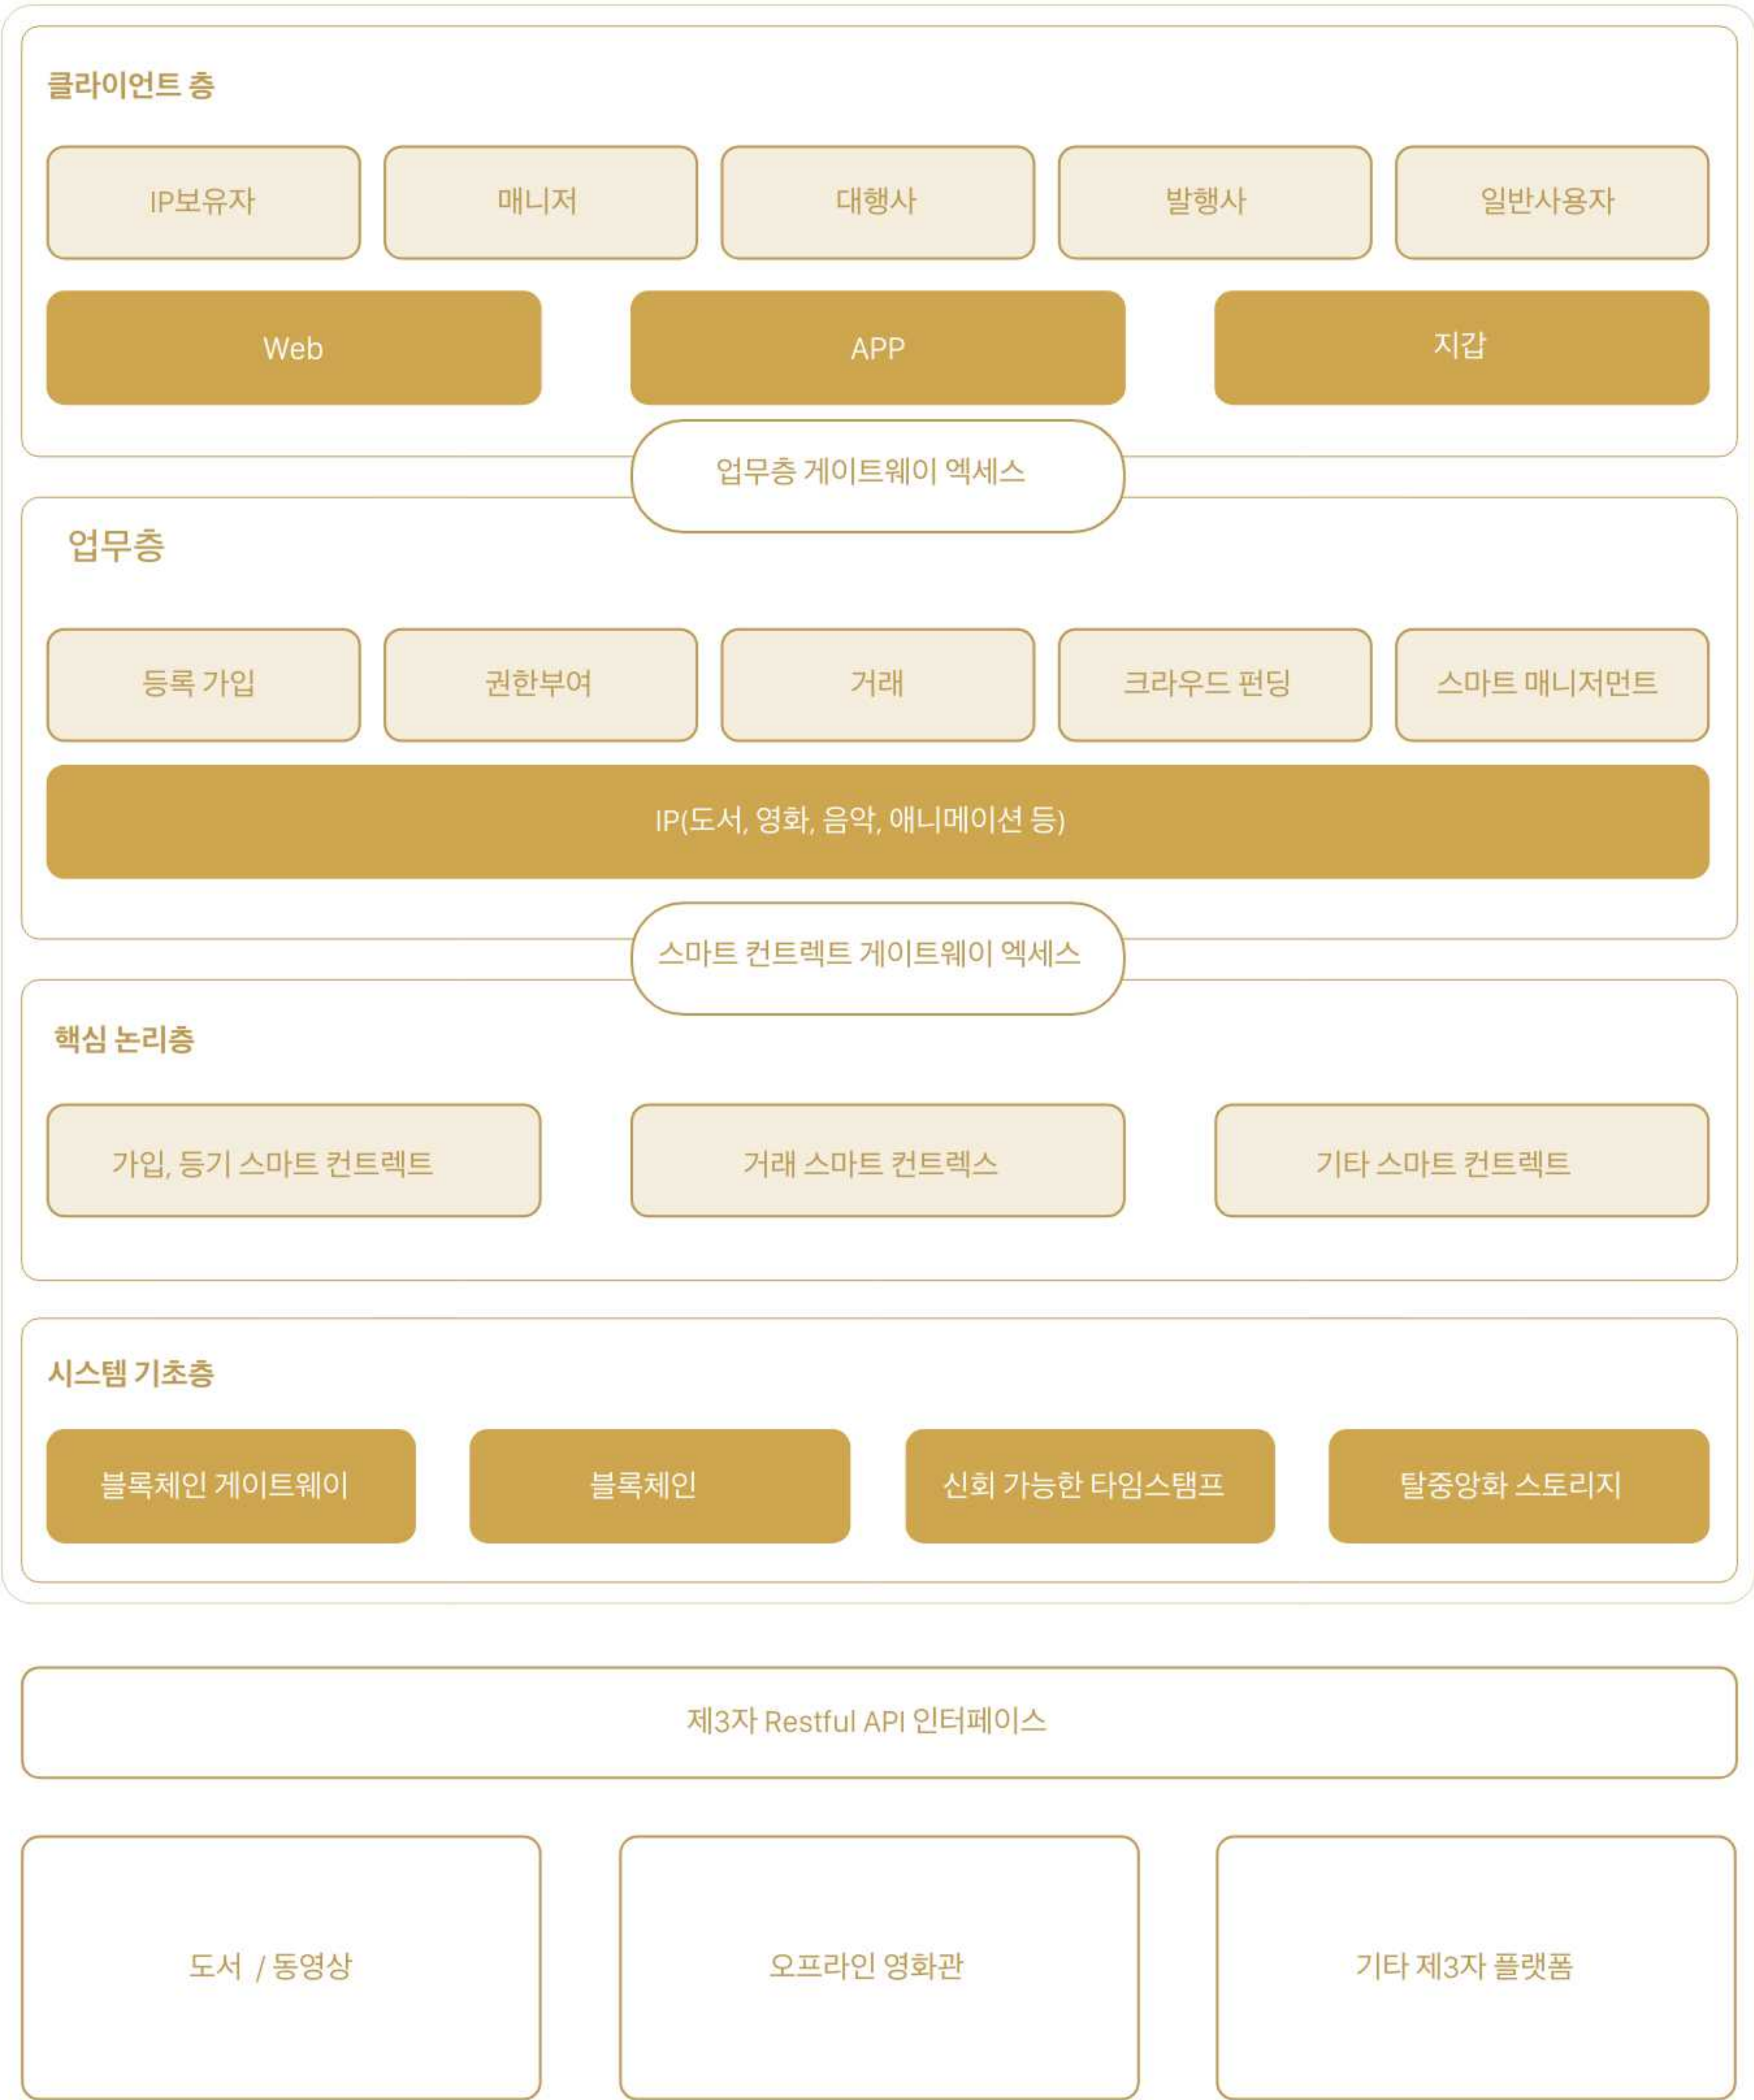 클라이언트 층
IP보유자
매니저
대행사
발행사
일반사용자
Web
APP
지갑
업무층 게이트웨이 엑세스
업무층
등록 가입
권한부여
거래
크라우드 펀딩
스마트 매니저먼트
IP(도서, 영화, 음악, 애니메이션 등)
스마트 컨트렉트 게이트웨이 엑세스
핵심 논리층
가입, 등기 스마트 컨트렉트
거래 스마트 컨트렉스
기타 스마트 컨트렉트
시스템 기초층
블록체인 게이트웨이
블록체인
신회 가능한 타임스탬프
탈중앙화 스토리지
제3자 Restful API 인터페이스
도서 / 동영상
오프라인 영화관
기타 제3자 플랫폼